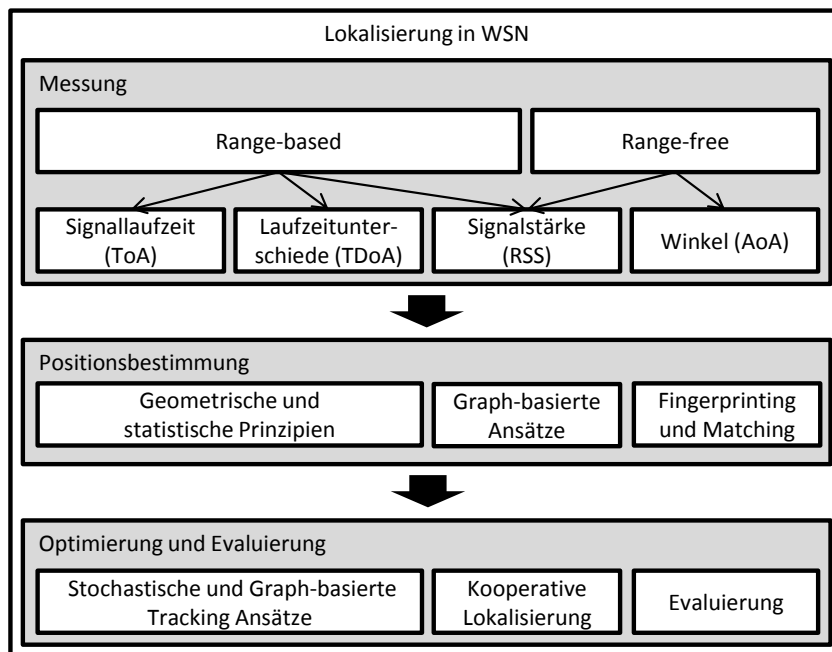 Lokalisierung in WSN
Messung
Range-based
Range-free
Signallaufzeit
(ToA)
Laufzeitunter-
schiede (TDoA)
Signalstärke
(RSS)
Winkel (AoA)
Positionsbestimmung
Geometrische und
statistische Prinzipien
Graph-basierte
Ansätze
Fingerprinting
und Matching
Optimierung und Evaluierung
Stochastische und Graph-basierte
Tracking Ansätze
Kooperative
Lokalisierung
Evaluierung